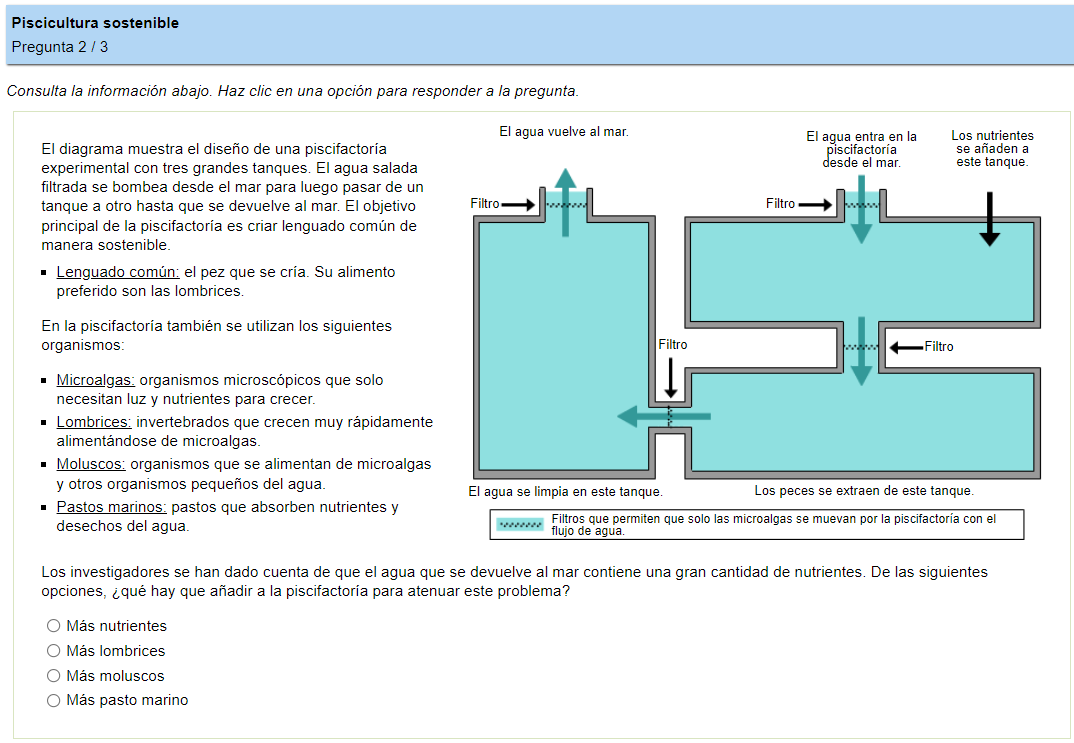 Piscicultura sostenible
Pregunta 2 / 3
Consulta la información abajo. Haz clic en una opción para responder a la pregunta.
El diagrama muestra el diseño de una piscifactoría
experimental con tres grandes tanques. El agua salada
filtrada se bombea desde el mar para luego pasar de un
tanque a otro hasta que se devuelve al mar. El objetivo
principal de la piscifactoría es criar lenguado común de
manera sostenible.
▪ Lenguado común: el pez que se cría. Su alimento
preferido son las lombrices.
En la piscifactoría también se utilizan los siguientes
organismos:
▪ Microalgas: organismos microscópicos que solo
necesitan luz y nutrientes para crecer.
▪ Lombrices: invertebrados que crecen muy rápidamente
alimentándose de microalgas.
▪ Moluscos: organismos que se alimentan de microalgas
y otros organismos pequeños del agua.
▪ Pastos marinos: pastos que absorben nutrientes y
desechos del agua.
El agua vuelve al mar.
El agua entra en la
piscifactoría
desde el mar.
Los nutrientes
se añaden a
este tanque.
Filtro
Filtro
Filtro
Filtro
El agua se limpia en este tanque.
Los peces se extraen de este tanque.
Filtros que permiten que solo las microalgas se muevan por la piscifactoría con el
flujo de agua.
Los investigadores se han dado cuenta de que el agua que se devuelve al mar contiene una gran cantidad de nutrientes. De las siguientes
opciones, ¿qué hay que añadir a la piscifactoría para atenuar este problema?
Más nutrientes
Más lombrices
Más moluscos
Más pasto marino